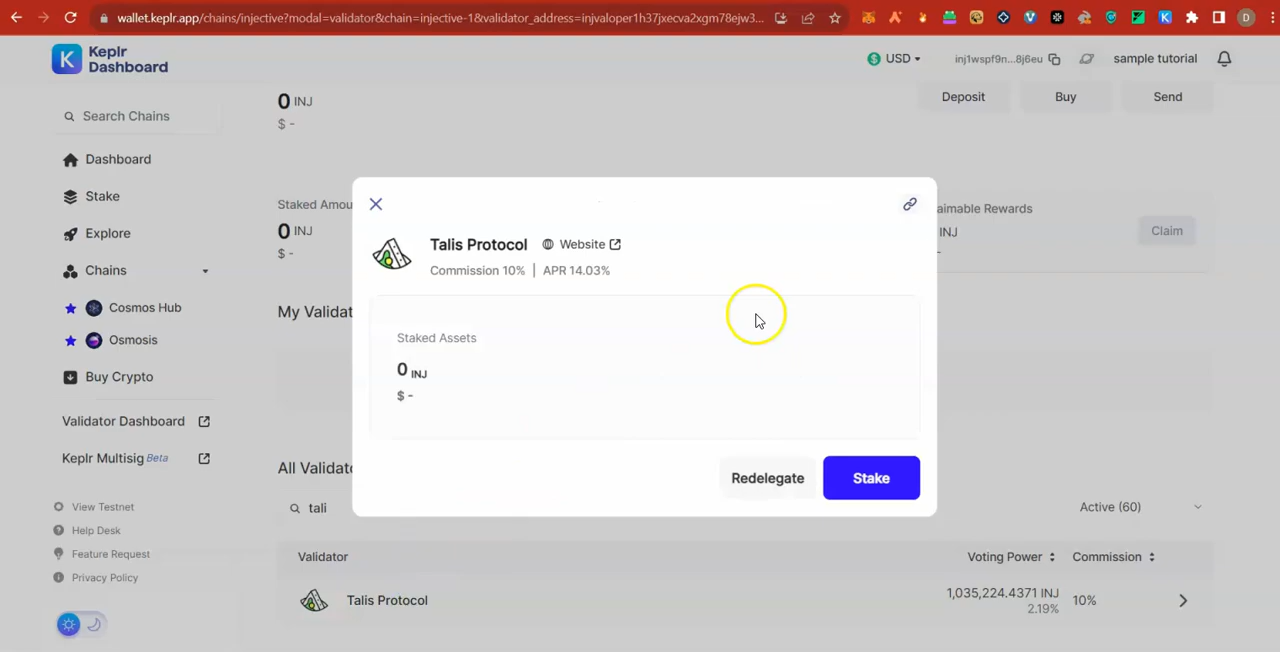 wallet.keplr.app/chains/injective?modal=validator&chain=injective-1&validator_address=injvaloper1h37jxecva2xgm78ejw3...
D
K
Keplr
Dashboard
USD
inj1wspf9n...8j6eu
sample tutorial
Search Chains
0 INJ
$ -
Deposit
Buy
Send
Dashboard
Stake
Explore
Chains
Cosmos Hub
Osmosis
Buy Crypto
Validator Dashboard
Keplr Multisig Beta
View Testnet
Help Desk
Feature Request
Privacy Policy
Staked Amou
0 INJ
$ -
aimable Rewards
INJ
-
Claim
My Validat
Talis Protocol
Website
Commission 10% | APR 14.03%
Staked Assets
0 INJ
$ -
Redelegate
Stake
All Validato
tali
Active (60)
Validator
Voting Power
Commission
Talis Protocol
1,035,224.4371 INJ
2.19%
10%